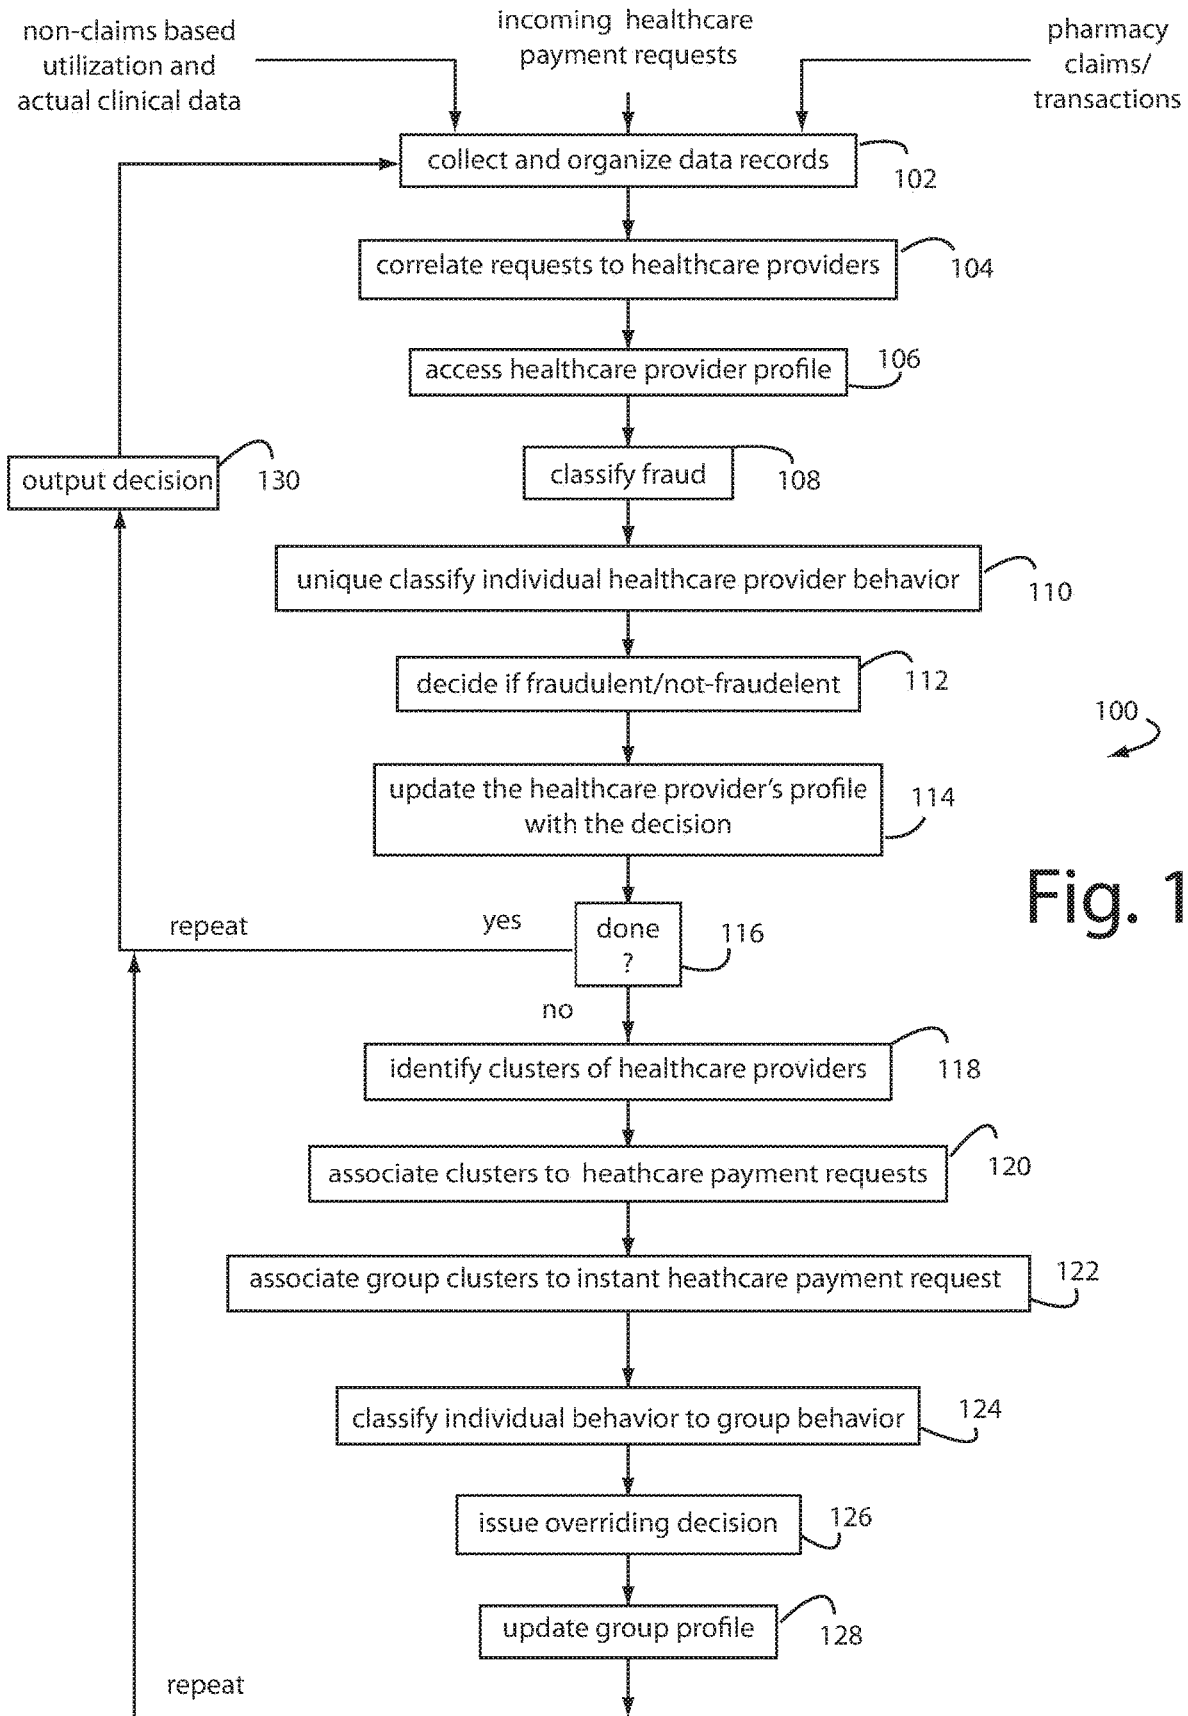 non-claims based
utilization and
actual clinical data
incoming healthcare
payment requests
pharmacy
claims/
transactions
collect and organize data records
102
correlate requests to healthcare providers
104
access healthcare provider profile
106
classify fraud
108
output decision
130
unique classify individual healthcare provider behavior
110
decide if fraudulent/not-fraudelent
112
100
update the healthcare provider's profile
with the decision
114
Fig. 1
done
?
116
yes
repeat
no
identify clusters of healthcare providers
118
associate clusters to heathcare payment requests
120
associate group clusters to instant heathcare payment request
122
classify individual behavior to group behavior
124
issue overriding decision
126
update group profile
128
repeat